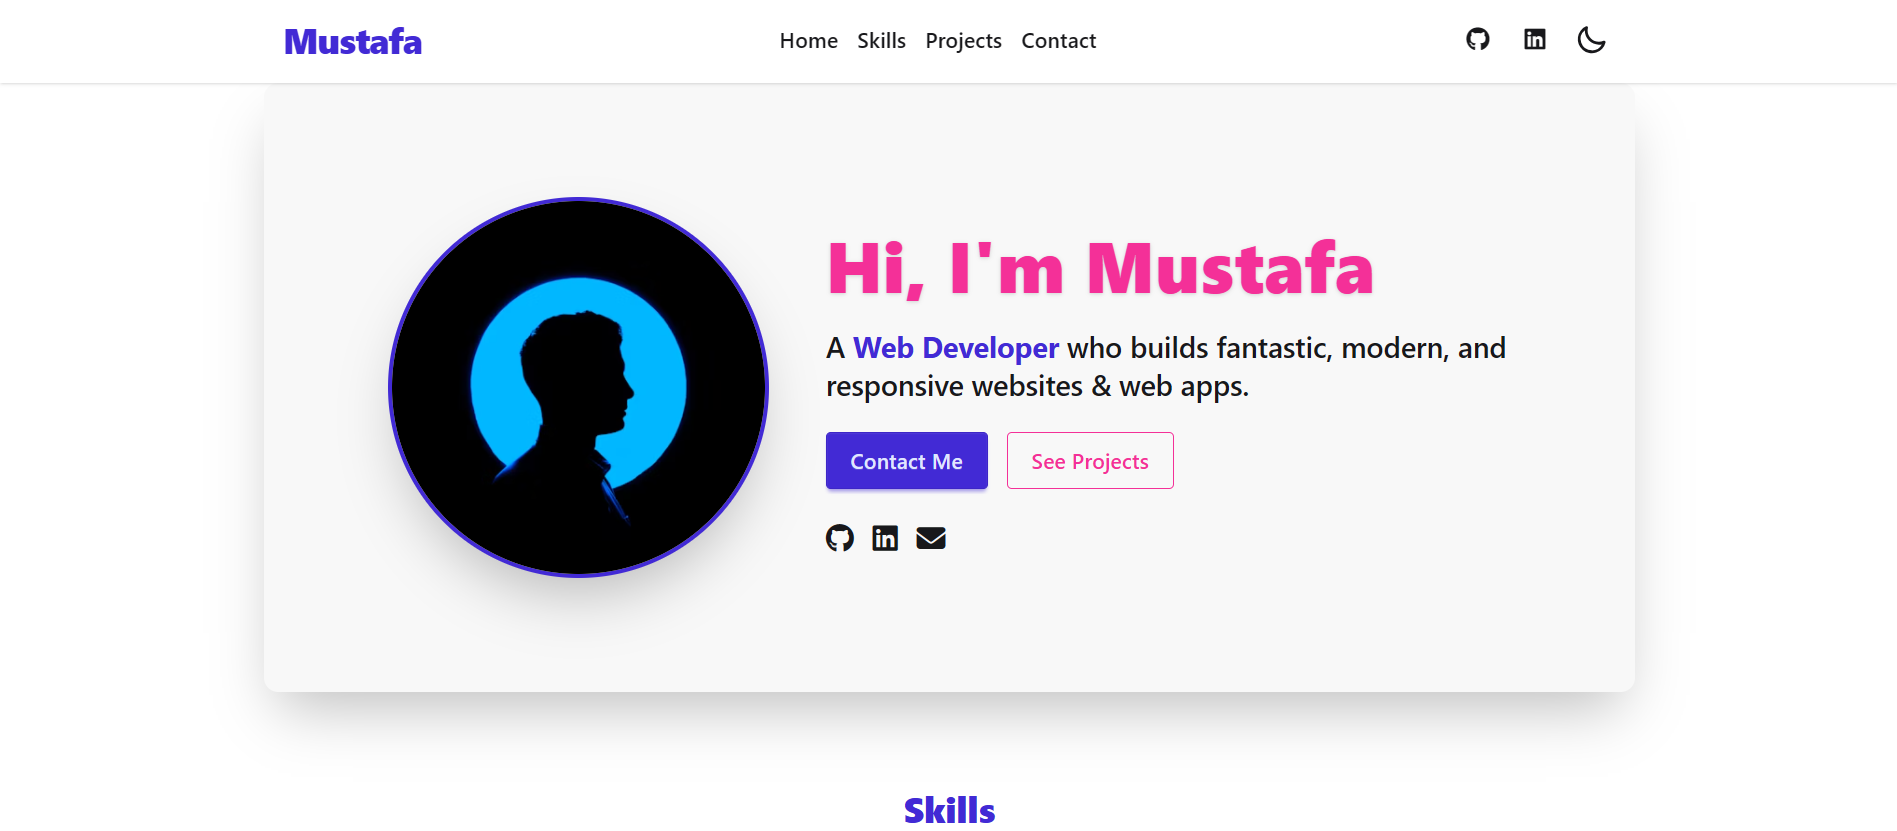 Mustafa
Home Skills Projects Contact
Hi, I'm Mustafa
A Web Developer who builds fantastic, modern, and
responsive websites & web apps.
Contact Me
See Projects
Skills